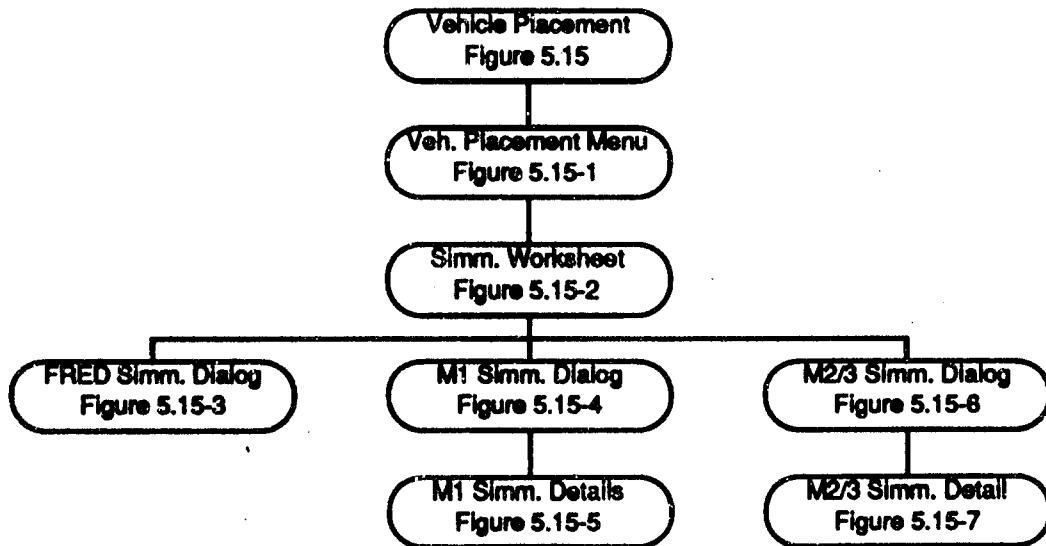 Vehicle Placement
Figure 5.15
Veh. Placement Menu
Figure 5.15-1
Simm. Worksheet
Figure 5.15-2
FRED Simm. Dialog
Figure 5.15-3
M1 Simm. Dialog
Figure 5.15-4
M2/3 Simm. Dialog
Figure 5.15-6
M1 Simm. Details
Figure 5.15-5
M2/3 Simm. Detail
Figure 5.15-7